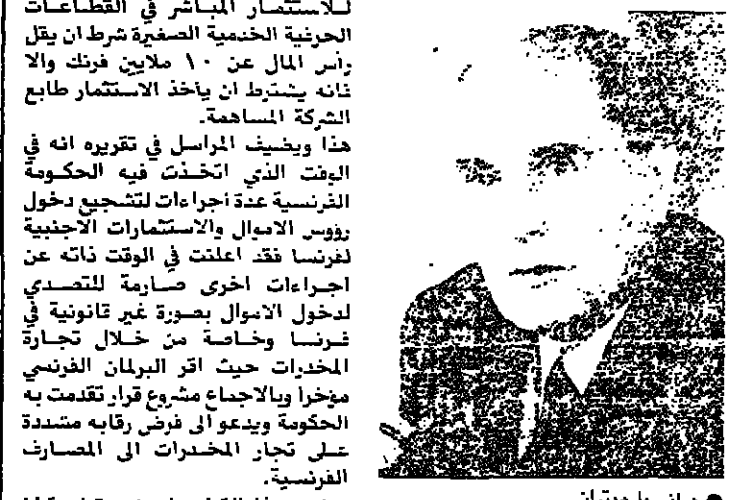 للاستثمار المباشر في القطاعات
الحرفية الخدمية الصغيرة شرط ان يقل
رأس المال عن ١٠ ملايين فرنك والا
فانه يشترط ان يأخذ الاستثمار طابع
الشركة المساهمة.
هذا ويضيف المراسل في تقريره انه في
الوقت الذي اتخذت فيه الحكومة
الفرنسية عدة أجراءات لتشجيع دخول
رؤوس الاموال والاستثمارات الاجنبية
لفرنسا فقد اعلنت في الوقت ذاته عن
اجراءات اخرى صارمة للتصدي
لدخول الاموال بصورة غير قانونية في
فرنسا وخاصة من خلال تجارة
المخدرات حيث اقر البرلمان الفرنسي
مؤخرا وبالاجماع مشروع قرار تقدمت به
الحكومة ويدعو الى فرض رقابه مشددة
على تجار المخدرات الى المصارف
الفرنسية.